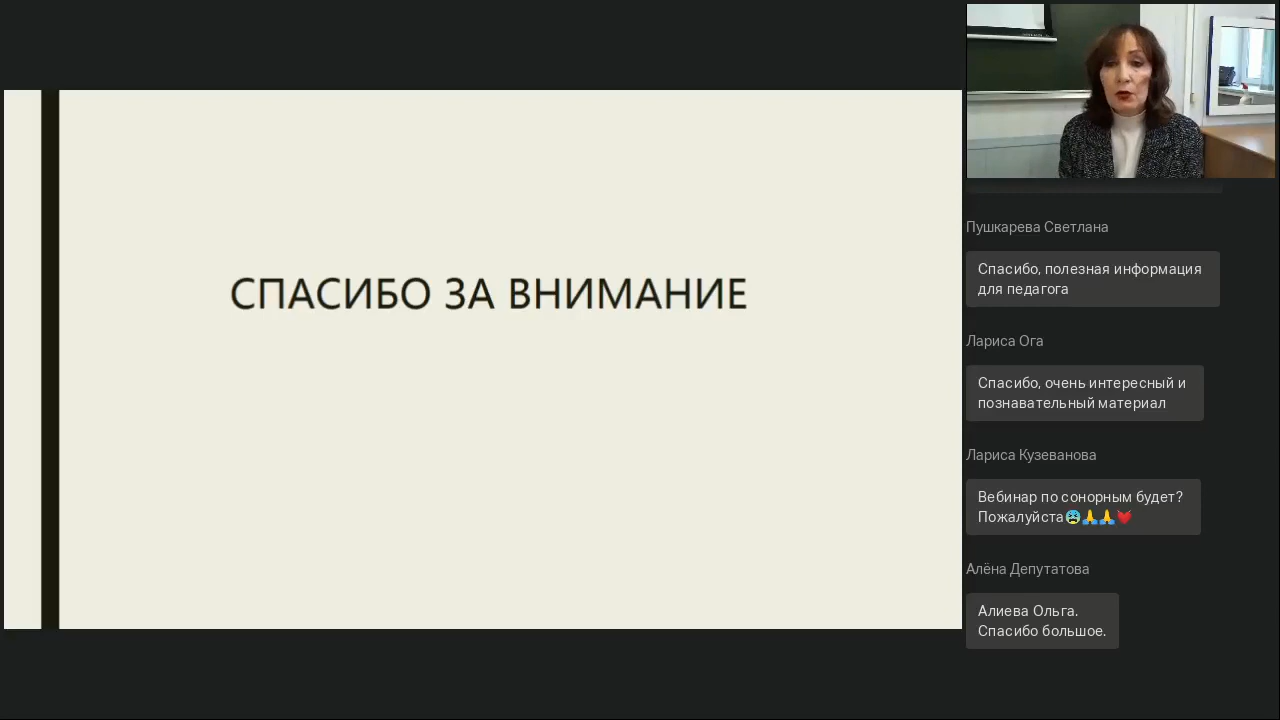 СПАСИБО ЗА ВНИМАНИЕ
Пушкарева Светлана
Спасибо, полезная информация
для педагога
Лариса Ога
Спасибо, очень интересный и
познавательный материал
Лариса Кузеванова
Вебинар по сонорным будет?
Пожалуйста😭🙏🙏💓
Алёна Депутатова
Алиева Ольга.
Спасибо большое.